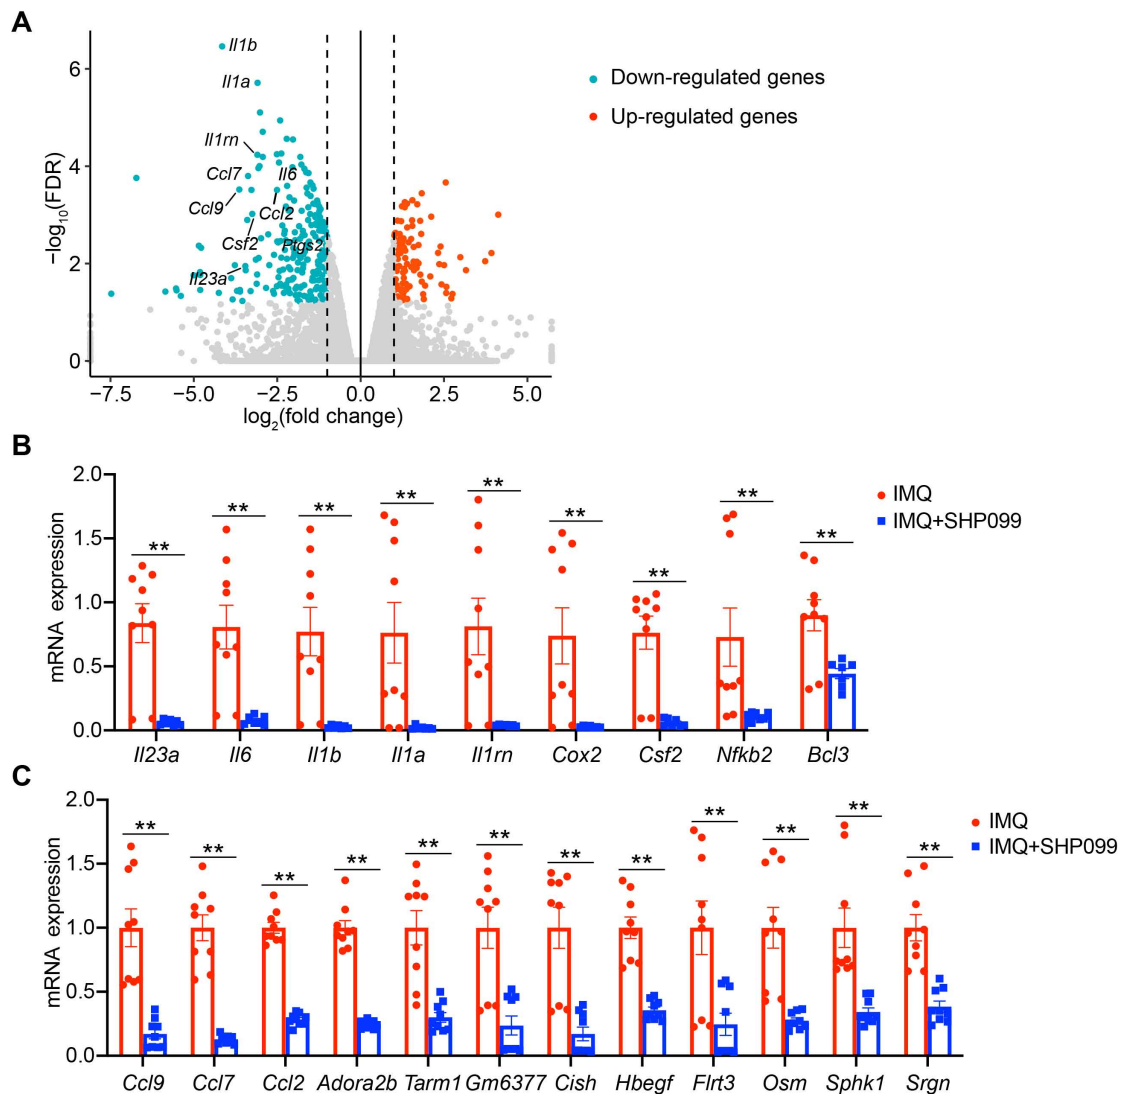 A
Il1b
Il1a
Il1rn
Ccl7
Il6
Ccl9
Ccl2
Csf2
Ptgs2
Il23a
−log10(FDR)
6
4
2
0
−7.5 −5.0 −2.5 0.0 2.5 5.0
log2(fold change)
Down-regulated genes
Up-regulated genes
B
mRNA expression
2.0
1.5
1.0
0.5
0.0
** ** ** ** ** ** ** ** **
Il23a Il6 Il1b Il1a Il1rn Cox2 Csf2 Nfkb2 Bcl3
IMQ
IMQ+SHP099
C
mRNA expression
2.0
1.5
1.0
0.5
0.0
** ** ** ** ** ** ** ** ** ** ** **
Ccl9 Ccl7 Ccl2 Adora2b Tarm1 Gm6377 Cish Hbegf Flrt3 Osm Sphk1 Srgn
IMQ
IMQ+SHP099